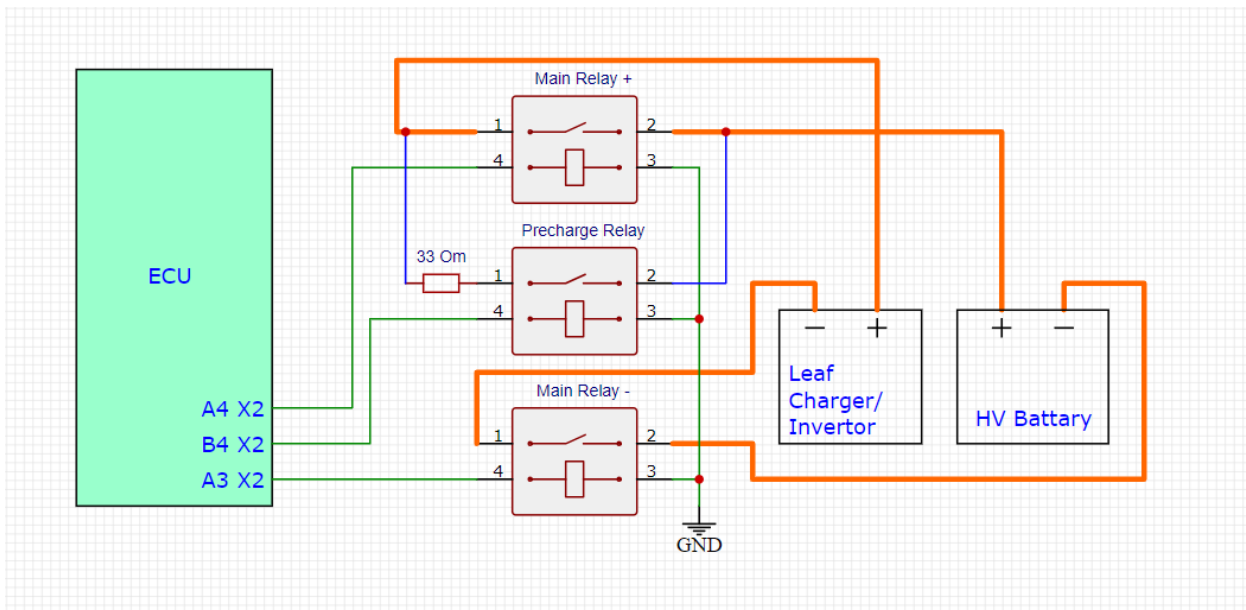 Main Relay +
1
2
4
3
Precharge Relay
33 Om
1
2
4
3
ECU
A4 X2
B4 X2
A3 X2
Main Relay -
1
2
4
3
GND
− +
Leaf
Charger/
Invertor
+ −
HV Battary